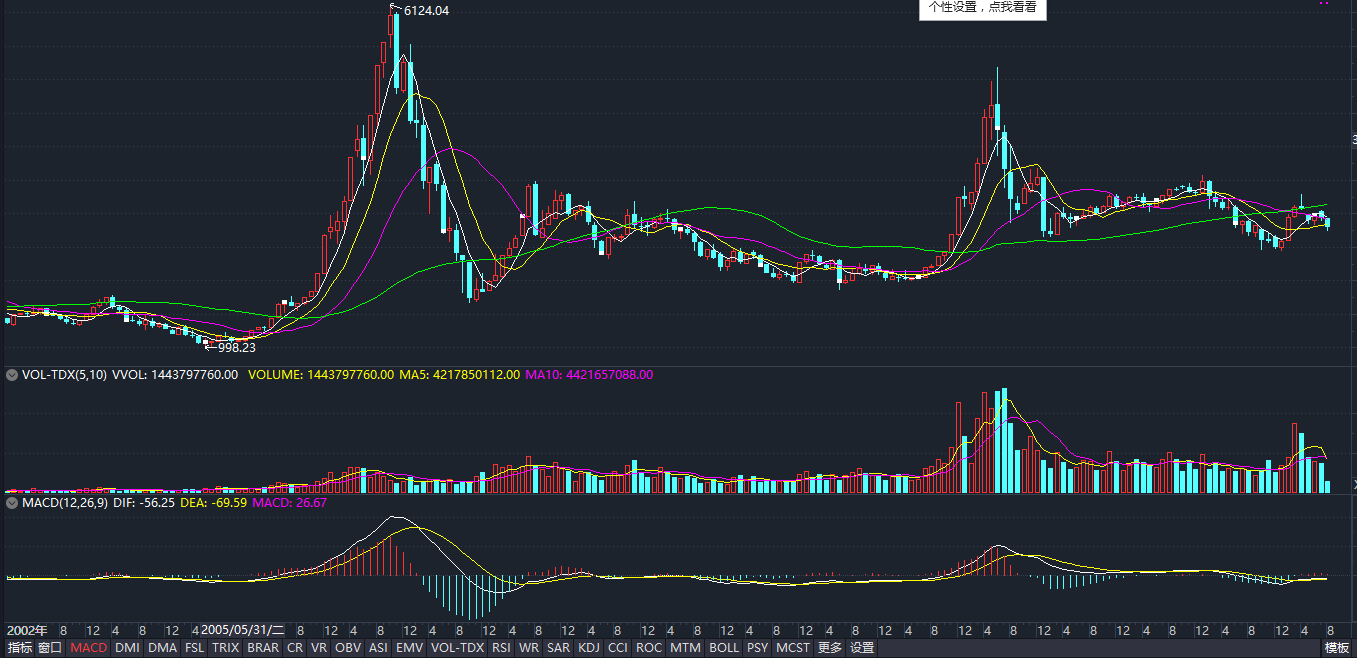 个性设置，点我看看
6124.04
3
998.23
VOL-TDX(5,10) VVOL: 1443797760.00 VOLUME: 1443797760.00 MA5: 4217850112.00 MA10: 4421657088.00
MACD(12,26,9) DIF: -56.25 DEA: -69.59 MACD: 26.67
2002年 8 12 4 8 12 4 2005/05/31/二 8 12 4 8 12 4 8 12 4 8 12 4 8 12 4 8 12 4 8 12 4 8 12 4 8 12 4 8 12 4 8 12 4 8 12 4 8 12 4 8
指标 窗口 MACD DMI DMA FSL TRIX BRAR CR VR OBV ASI EMV VOL-TDX RSI WR SAR KDJ CCI ROC MTM BOLL PSY MCST 更多 设置 模板